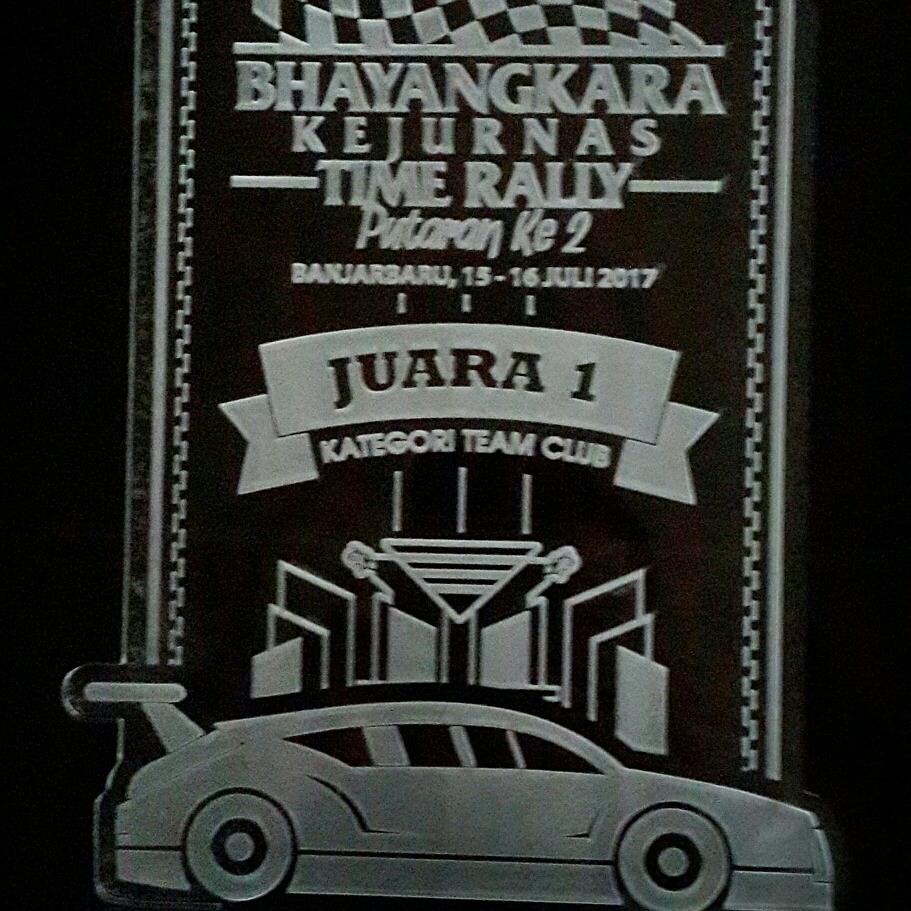 BHAYANGKARA
KEJURNAS
TIME RALLY
Putaran Ke 2
BANJARBARU, 15 - 16 JULI 2017
JUARA 1
KATEGORI TEAM CLUB